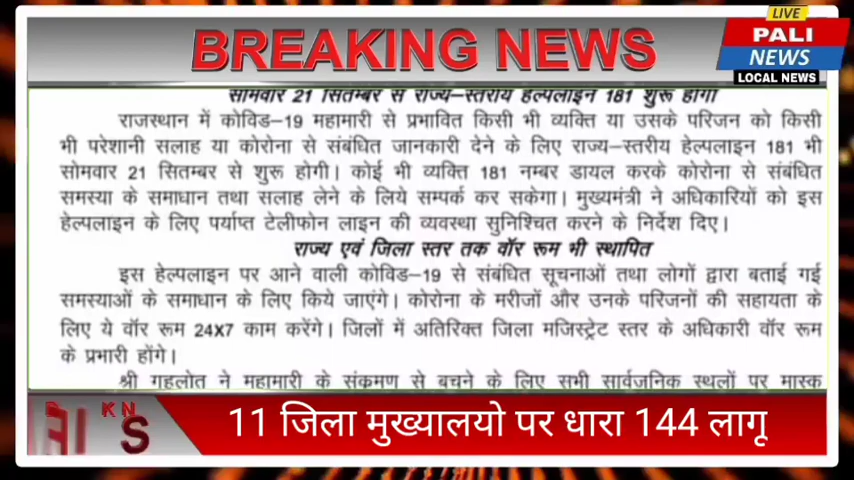 LIVE
BREAKING NEWS
PALI
NEWS
LOCAL NEWS
सोमवार 21 सितम्बर से राज्य-स्तरीय हेल्पलाइन 181 शुरू होगी
राजस्थान में कोविड-19 महामारी से प्रभावित किसी भी व्यक्ति या उसके परिजन को किसी
भी परेशानी सलाह या कोरोना से संबंधित जानकारी देने के लिए राज्य-स्तरीय हेल्पलाइन 181 भी
सोमवार 21 सितम्बर से शुरू होगी। कोई भी व्यक्ति 181 नम्बर डायल करके कोरोना से संबंधित
समस्या के समाधान तथा सलाह लेने के लिये सम्पर्क कर सकेगा। मुख्यमंत्री ने अधिकारियों को इस
हेल्पलाइन के लिए पर्याप्त टेलीफोन लाइन की व्यवस्था सुनिश्चित करने के निर्देश दिए।
राज्य एवं जिला स्तर तक वॉर रूम भी स्थापित
इस हेल्पलाइन पर आने वाली कोविड-19 से संबंधित सूचनाओं तथा लोगों द्वारा बताई गई
समस्याओं के समाधान के लिए किये जाएंगे। कोरोना के मरीजों और उनके परिजनों की सहायता के
लिए ये वॉर रूम 24X7 काम करेंगे। जिलों में अतिरिक्त जिला मजिस्ट्रेट स्तर के अधिकारी वॉर रूम
के प्रभारी होंगे।
श्री गहलोत ने महामारी के संक्रमण से बचने के लिए सभी सार्वजनिक स्थलों पर मास्क
11 जिला मुख्यालयो पर धारा 144 लागू